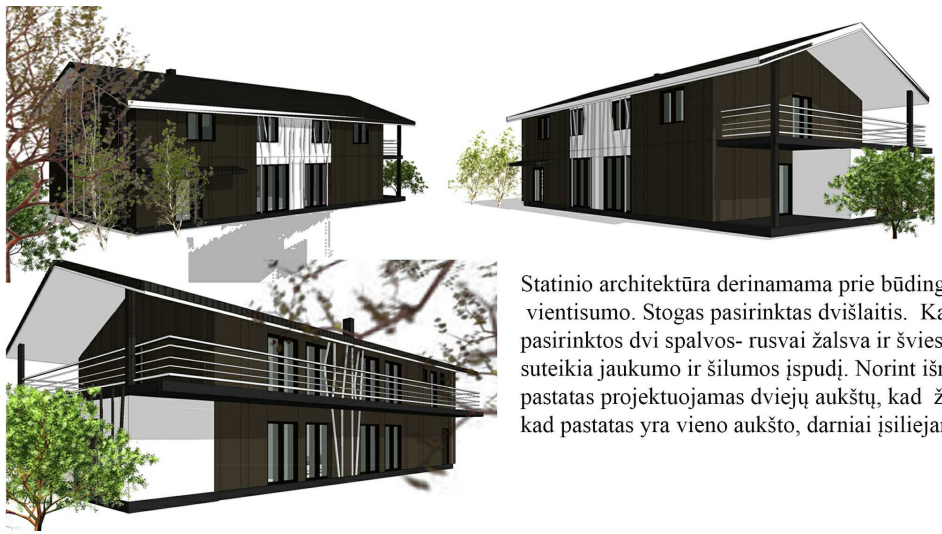 Statinio architektūra derinamama prie būding
vientisumo. Stogas pasirinktas dvišlaitis. Ka
pasirinktos dvi spalvos- rusvai žalsva ir švies
suteikia jaukumo ir šilumos įspudį. Norint išr
pastatas projektuojamas dviejų aukštų, kad ž
kad pastatas yra vieno aukšto, darniai įsilieja